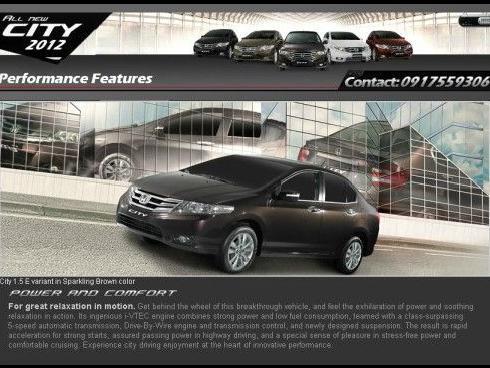 ALL NEW
CITY
2012
Performance Features
Contact:0917559306
CITY
City 1.5 E variant in Sparkling Brown color
POWER AND COMFORT
For great relaxation in motion. Get behind the wheel of this breakthrough vehicle, and feel the exhilaration of power and soothing
relaxation in action. Its ingenious i-VTEC engine combines strong power and low fuel consumption, teamed with a class-surpassing
5-speed automatic transmission, Drive-By-Wire engine and transmission control, and newly designed suspension. The result is rapid
acceleration for strong starts, assured passing power in highway driving, and a special sense of pleasure in stress-free power and
comfortable cruising. Experience city driving enjoyment at the heart of innovative performance.